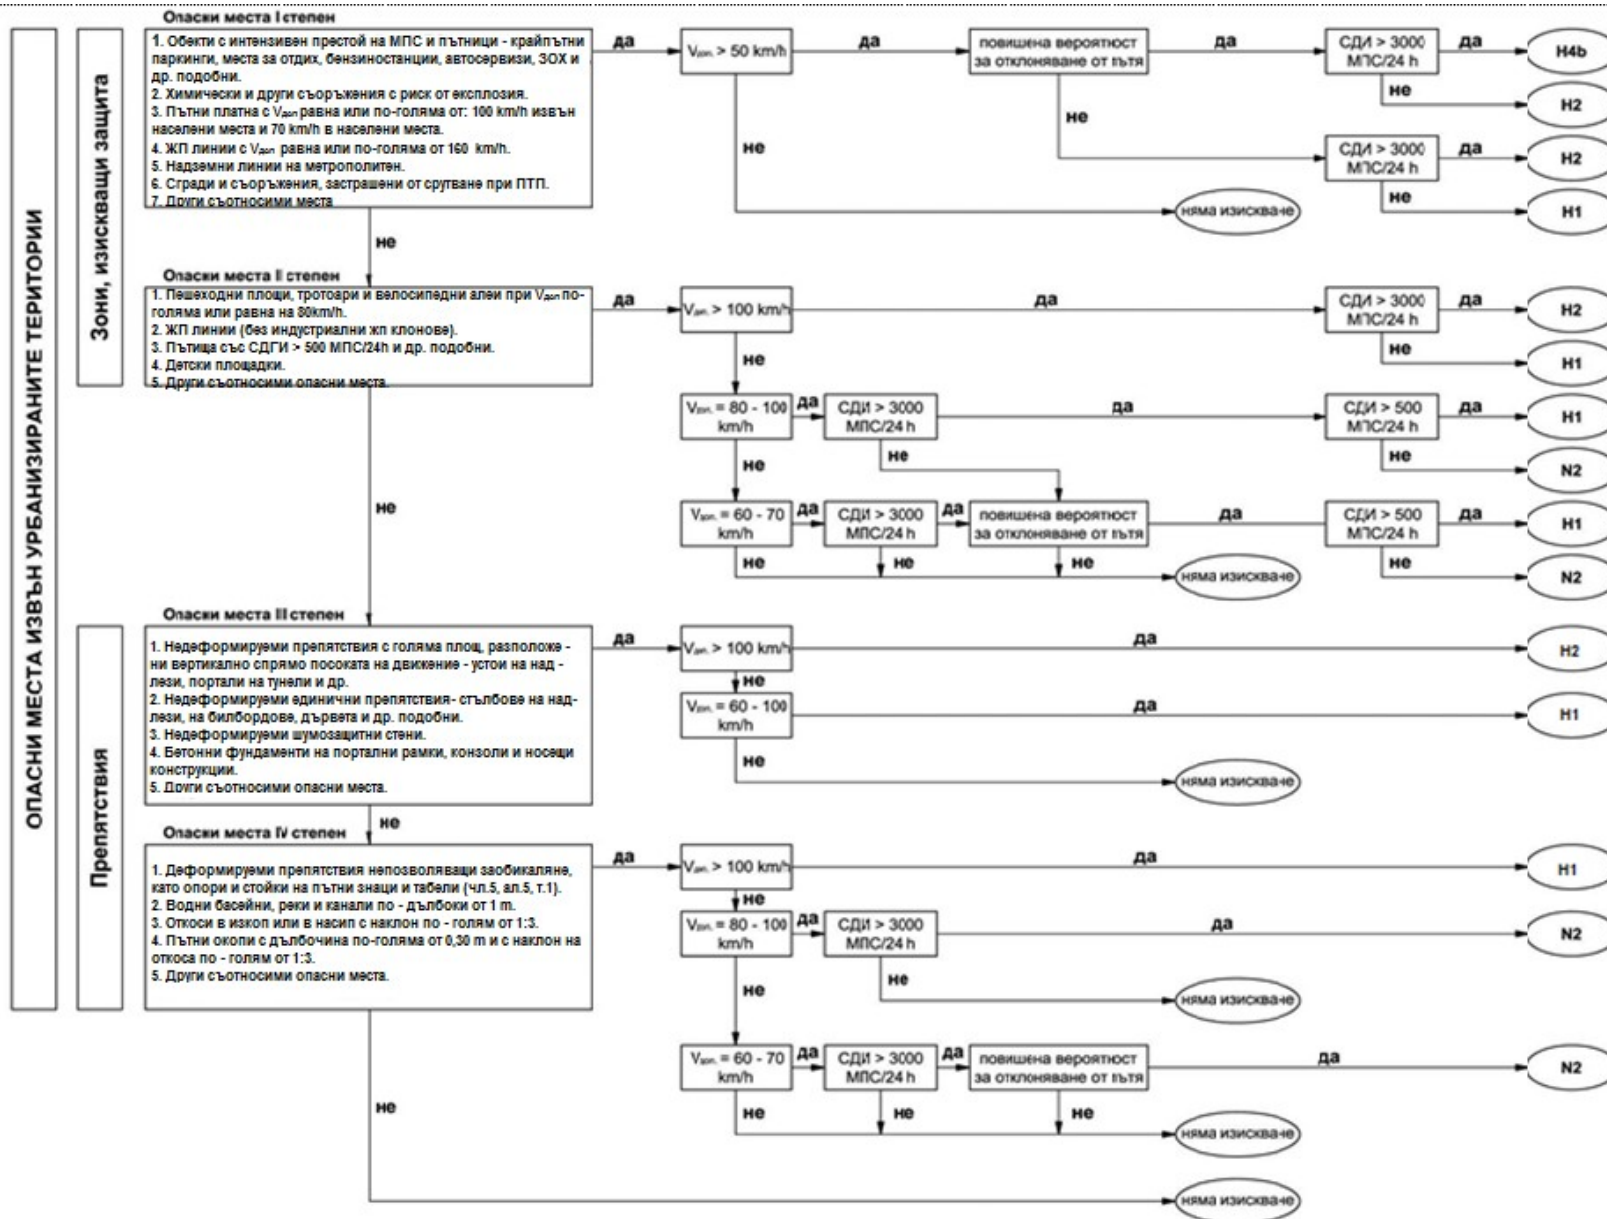 ОПАСНИ МЕСТА ИЗВЪН УРБАНИЗИРАНИТЕ ТЕРИТОРИИ
Зони, изискващи защита
Опаски места I степен
1. Обекти с интензивен престой на МПС и пътници - крайпътни
паркинги, места за отдих, бензиностанции, автосервизи, ЗОХ и
др. подобни.
2. Химически и други съоръжения с риск от експлозия.
3. Пътни платна с Vдоп равна или по-голяма от: 100 km/h извън
населени места и 70 km/h в населени места.
4. ЖП линии с Vдоп равна или по-голяма от 160 km/h.
5. Надземни линии на метрополитен.
6. Сгради и съоръжения, застрашени от срутване при ПТП.
7. Други съотносими места
да
Vдоп. > 50 km/h
да
повишена вероятност
за отклоняване от пътя
да
СДИ > 3000
МПС/24 h
да
H4b
не
H2
не
СДИ > 3000
МПС/24 h
да
H2
не
H1
не
няма изискване
не
Опаски места II степен
1. Пешеходни площи, тротоари и велосипедни алеи при Vдоп по-
голяма или равна на 80km/h.
2. ЖП линии (без индустриални жп клонове).
3. Пътища със СДГИ > 500 МПС/24h и др. подобни.
4. Детски площадки.
5. Други съотносими опасни места.
да
Vдоп. > 100 km/h
да
СДИ > 3000
МПС/24 h
да
H2
не
H1
не
Vдоп. = 80 - 100
km/h
да
СДИ > 3000
МПС/24 h
да
СДИ > 500
МПС/24 h
да
H1
не
N2
не
не
Vдоп. = 60 - 70
km/h
да
СДИ > 3000
МПС/24 h
да
повишена вероятност
за отклоняване от пътя
да
СДИ > 500
МПС/24 h
да
H1
не
N2
не
не
не
няма изискване
не
Препятствия
Опаски места III степен
1. Недеформируеми препятствия с голяма площ, разположе -
ни вертикално спрямо посоката на движение - устои на над -
лези, портали на тунели и др.
2. Недеформируеми единични препятствия- стълбове на над-
лези, на билбордове, дървета и др. подобни.
3. Недеформируеми шумозащитни стени.
4. Бетонни фундаменти на портални рамки, конзоли и носещи
конструкции.
5. Други съотносими опасни места.
да
Vдоп. > 100 km/h
да
H2
не
Vдоп. = 60 - 100
km/h
да
H1
не
няма изискване
не
Опаски места IV степен
1. Деформируеми препятствия непозволяващи заобикаляне,
като опори и стойки на пътни знаци и табели (чл.5, ал.5, т.1).
2. Водни басейни, реки и канали по - дълбоки от 1 m.
3. Откоси в изкоп или в насип с наклон по - голям от 1:3.
4. Пътни окопи с дълбочина по-голяма от 0,30 m и с наклон на
откоса по - голям от 1:3.
5. Други съотносими опасни места.
да
Vдоп. > 100 km/h
да
H1
не
Vдоп. = 80 - 100
km/h
да
СДИ > 3000
МПС/24 h
да
N2
не
няма изискване
не
Vдоп. = 60 - 70
km/h
да
СДИ > 3000
МПС/24 h
да
повишена вероятност
за отклоняване от пътя
да
N2
не
не
не
няма изискване
не
няма изискване